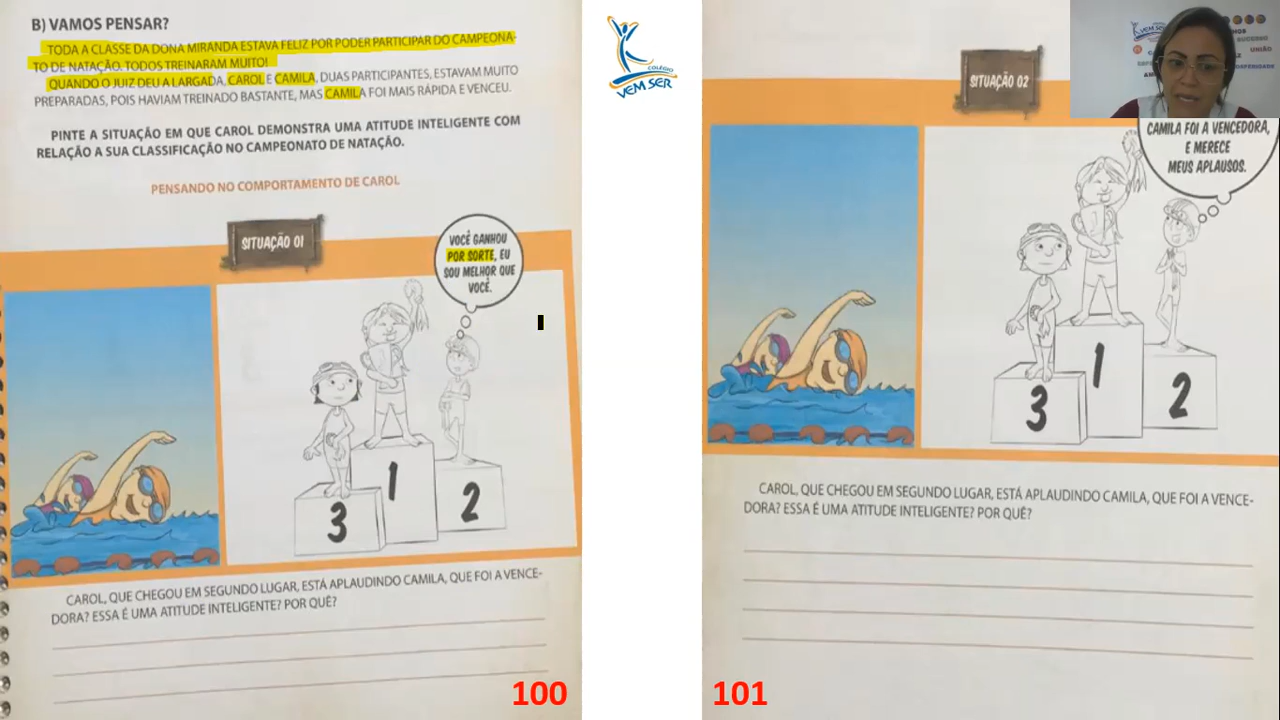 B) VAMOS PENSAR?
TODA A CLASSE DA DONA MIRANDA ESTAVA FELIZ POR PODER PARTICIPAR DO CAMPEONA-
TO DE NATAÇÃO. TODOS TREINARAM MUITO!
QUANDO O JUIZ DEU A LARGADA, CAROL E CAMILA, DUAS PARTICIPANTES, ESTAVAM MUITO
PREPARADAS, POIS HAVIAM TREINADO BASTANTE, MAS CAMILA FOI MAIS RÁPIDA E VENCEU.
PINTE A SITUAÇÃO EM QUE CAROL DEMONSTRA UMA ATITUDE INTELIGENTE COM
RELAÇÃO A SUA CLASSIFICAÇÃO NO CAMPEONATO DE NATAÇÃO.
PENSANDO NO COMPORTAMENTO DE CAROL
SITUAÇÃO 01
VOCÊ GANHOU
POR SORTE, EU
SOU MELHOR QUE
VOCÊ.
3
1
2
CAROL, QUE CHEGOU EM SEGUNDO LUGAR, ESTÁ APLAUDINDO CAMILA, QUE FOI A VENCE-
DORA? ESSA É UMA ATITUDE INTELIGENTE? POR QUÊ?
100
COLÉGIO
VEM SER
SITUAÇÃO 02
SUCESSO
UNIÃO
CAMILA FOI A VENCEDORA,
E MERECE
MEUS APLAUSOS.
3
1
2
CAROL, QUE CHEGOU EM SEGUNDO LUGAR, ESTÁ APLAUDINDO CAMILA, QUE FOI A VENCE-
DORA? ESSA É UMA ATITUDE INTELIGENTE? POR QUÊ?
101